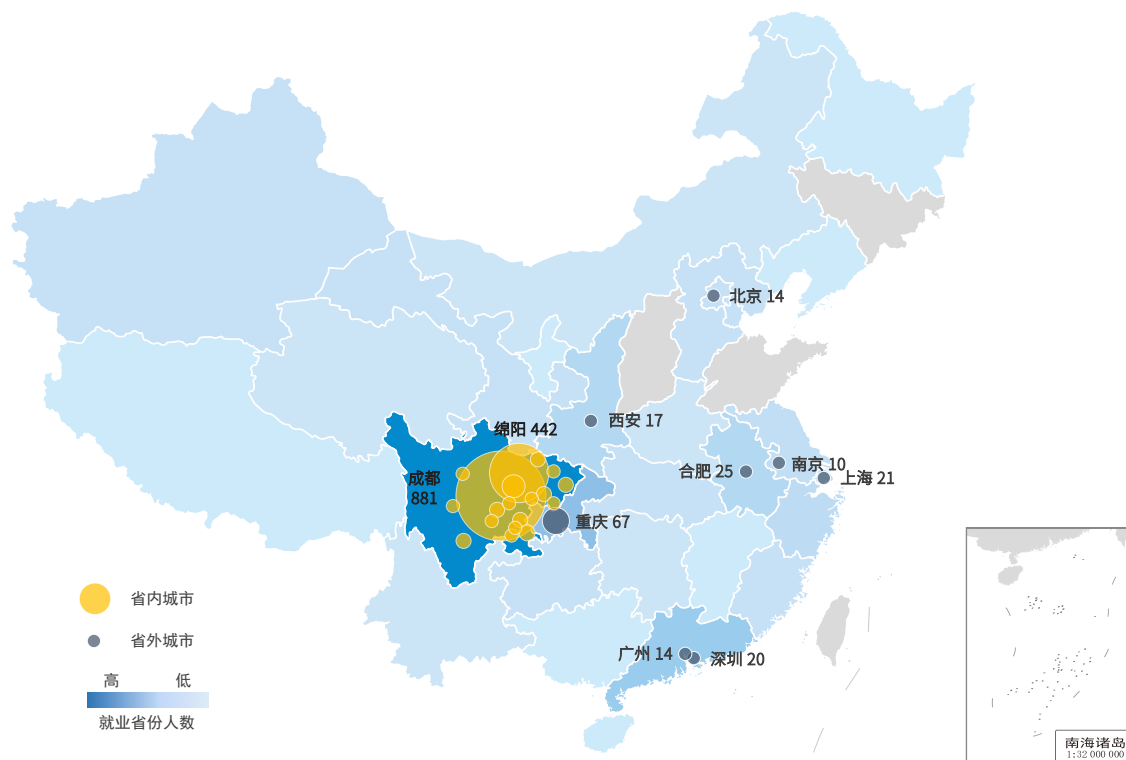 北京 14
西安 17
绵阳 442
合肥 25
南京 10
上海 21
成都
881
重庆 67
广州 14
深圳 20
省内城市
省外城市
高 低
就业省份人数
南海诸岛
1:32 000 000